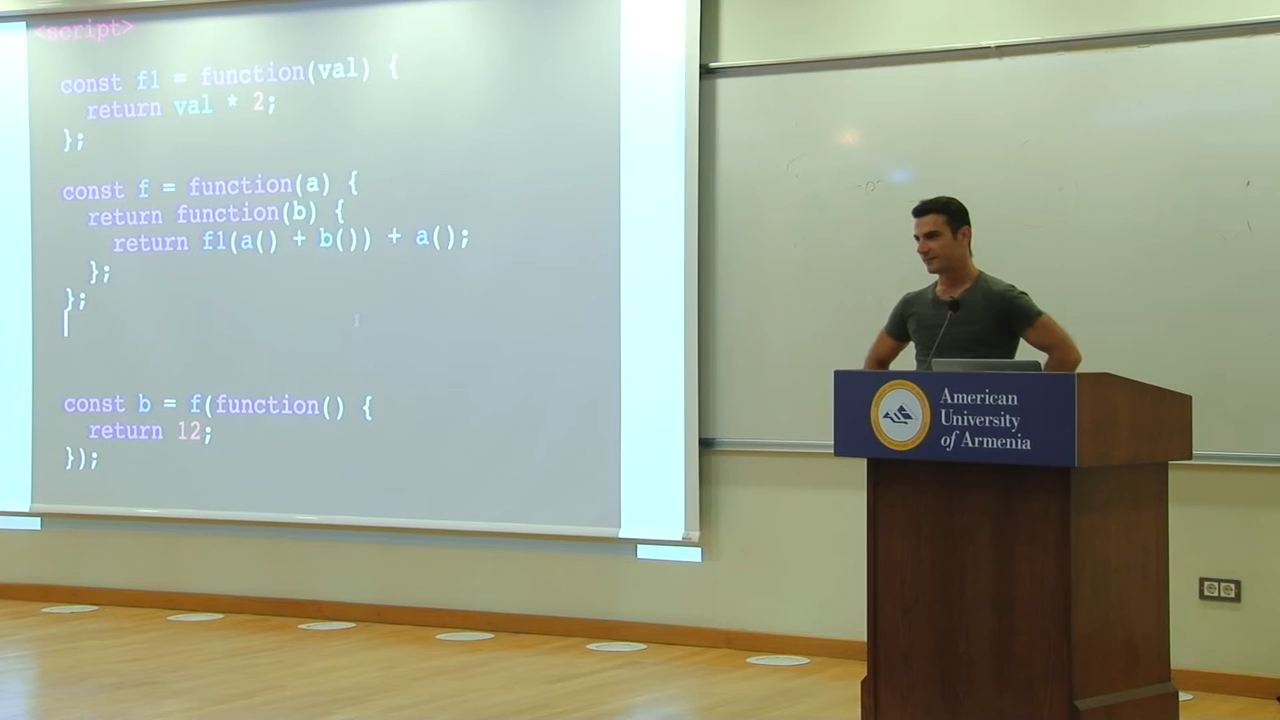 <script>
const f1 = function(val) {
return val * 2;
};
const f = function(a) {
return function(b) {
return f1(a() + b()) + a();
};
};
const b = f(function() {
return 12;
});
American
University
of Armenia